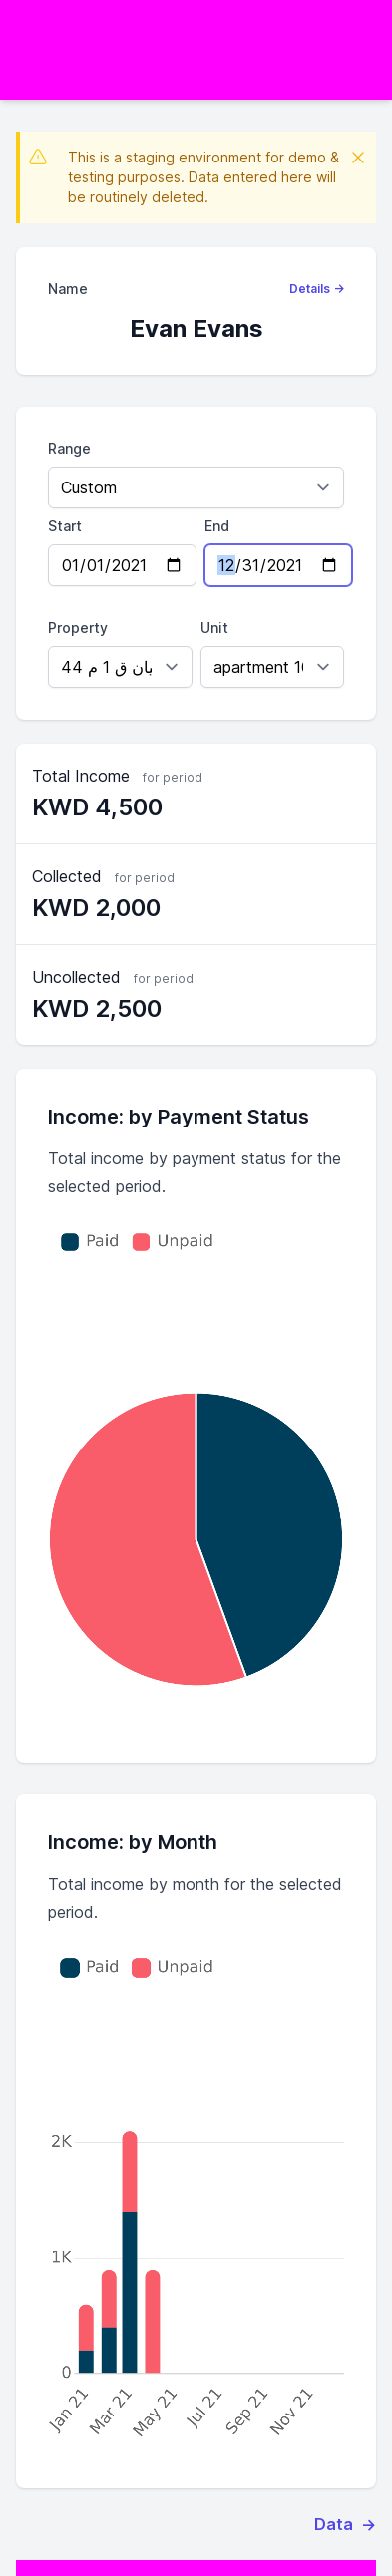 This is a staging environment for demo &
testing purposes. Data entered here will
be routinely deleted.
Name
Details →
Evan Evans
Range
Custom
Start
End
01/01/2021
12/31/2021
Property
Unit
بان ق 1 م 44
apartment 10
Total Income for period
KWD 4,500
Collected for period
KWD 2,000
Uncollected for period
KWD 2,500
Income: by Payment Status
Total income by payment status for the
selected period.
Paid Unpaid
Income: by Month
Total income by month for the selected
period.
Paid Unpaid
2K
1K
0
Jan 21 Mar 21 May 21 Jul 21 Sep 21 Nov 21
Data →